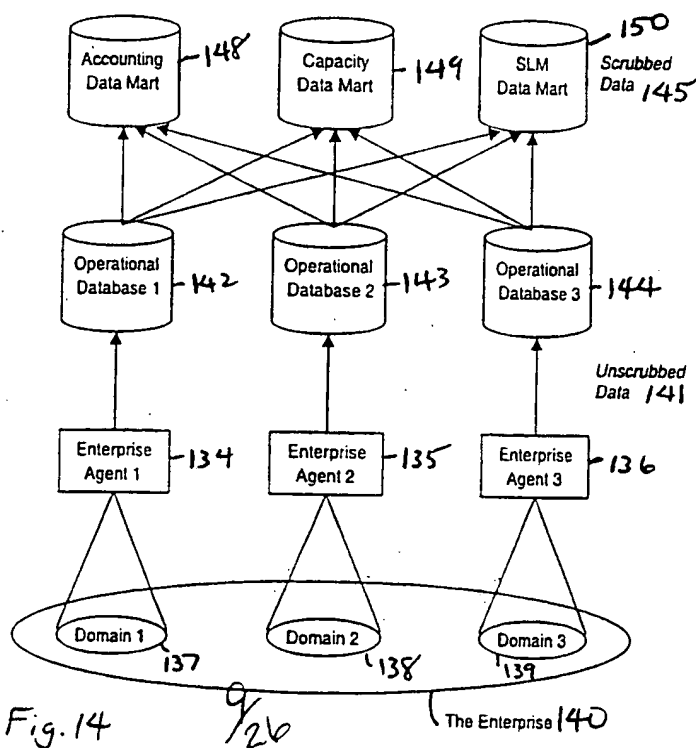 Accounting
Data Mart
148
Capacity
Data Mart
149
SLM
Data Mart
150
Scrubbed
Data 145
Operational
Database 1
142
Operational
Database 2
143
Operational
Database 3
144
Unscrubbed
Data 141
Enterprise
Agent 1
134
Enterprise
Agent 2
135
Enterprise
Agent 3
136
Domain 1
137
Domain 2
138
Domain 3
139
Fig. 14
9/26
The Enterprise 140